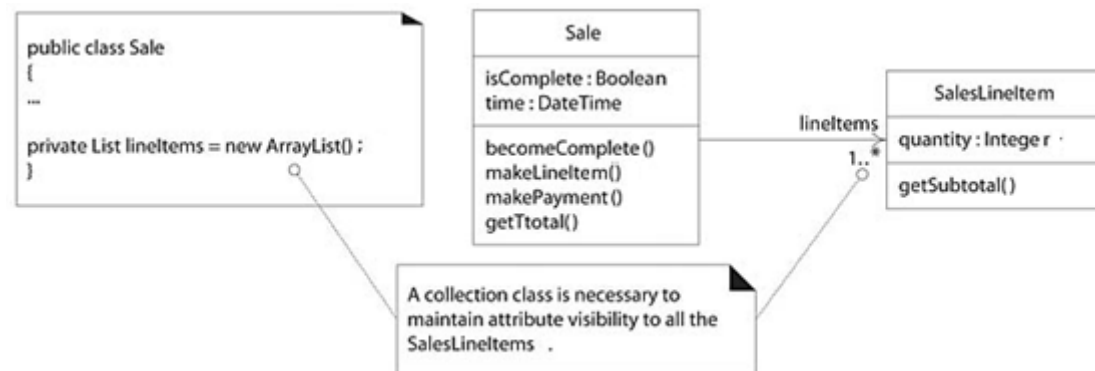 public class Sale
{
...
private List lineItems = new ArrayList() ;
}
Sale
isComplete : Boolean
time : DateTime
becomeComplete ()
makeLineItem()
makePayment ()
getTtotal()
lineItems
1..*
SalesLineItem
quantity : Integer
getSubtotal()
A collection class is necessary to
maintain attribute visibility to all the
SalesLineItems .